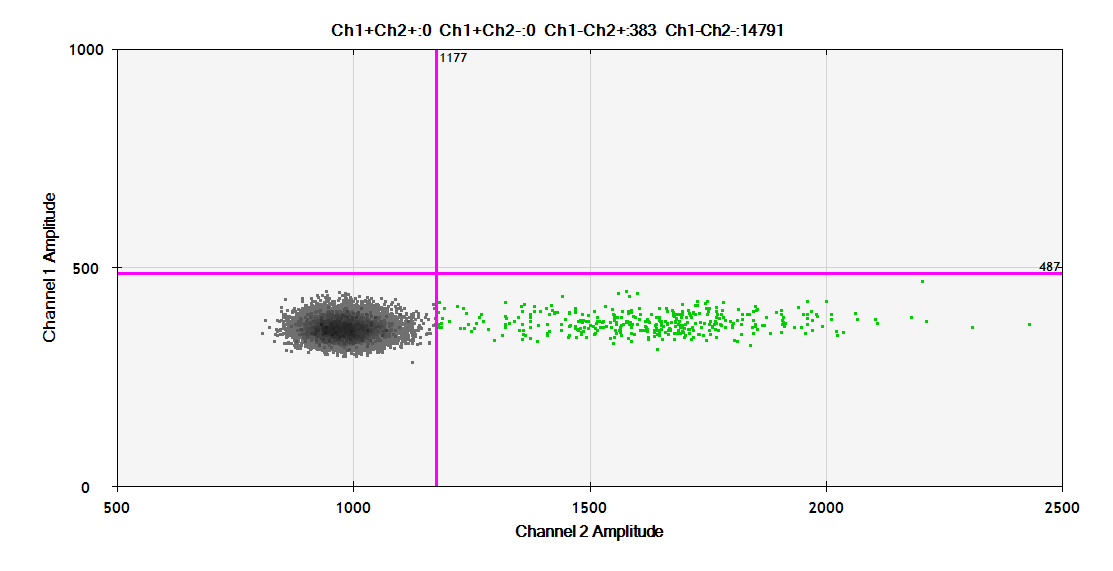 Ch1+Ch2+:0 Ch1+Ch2-:0 Ch1-Ch2+:383 Ch1-Ch2-:14791
1000
1177
Channel 1 Amplitude
500
487
0
500 1000 1500 2000 2500
Channel 2 Amplitude